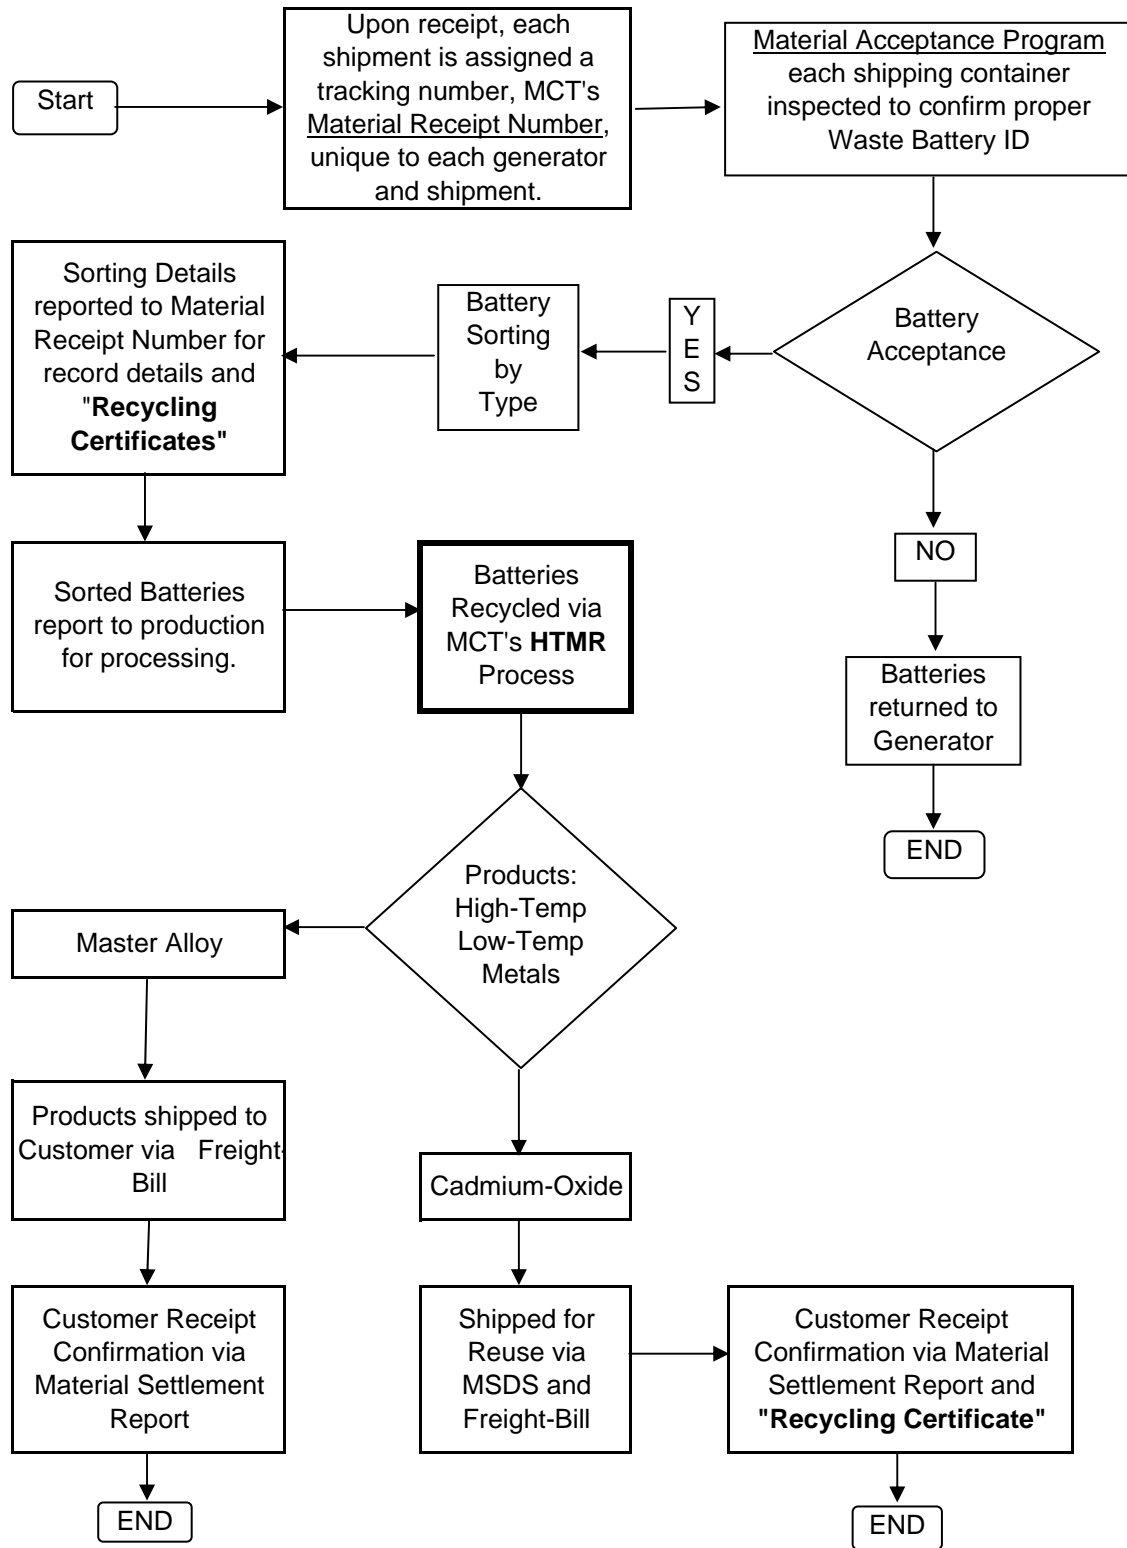 Start
Upon receipt, each
shipment is assigned a
tracking number, MCT's
Material Receipt Number,
unique to each generator
and shipment.
Material Acceptance Program
each shipping container
inspected to confirm proper
Waste Battery ID
Battery
Acceptance
Y
E
S
Battery
Sorting
by
Type
Sorting Details
reported to Material
Receipt Number for
record details and
"Recycling
Certificates"
NO
Batteries
returned to
Generator
END
Sorted Batteries
report to production
for processing.
Batteries
Recycled via
MCT's HTMR
Process
Products:
High-Temp
Low-Temp
Metals
Master Alloy
Products shipped to
Customer via Freight-
Bill
Customer Receipt
Confirmation via
Material Settlement
Report
END
Cadmium-Oxide
Shipped for
Reuse via
MSDS and
Freight-Bill
Customer Receipt
Confirmation via Material
Settlement Report and
"Recycling Certificate"
END